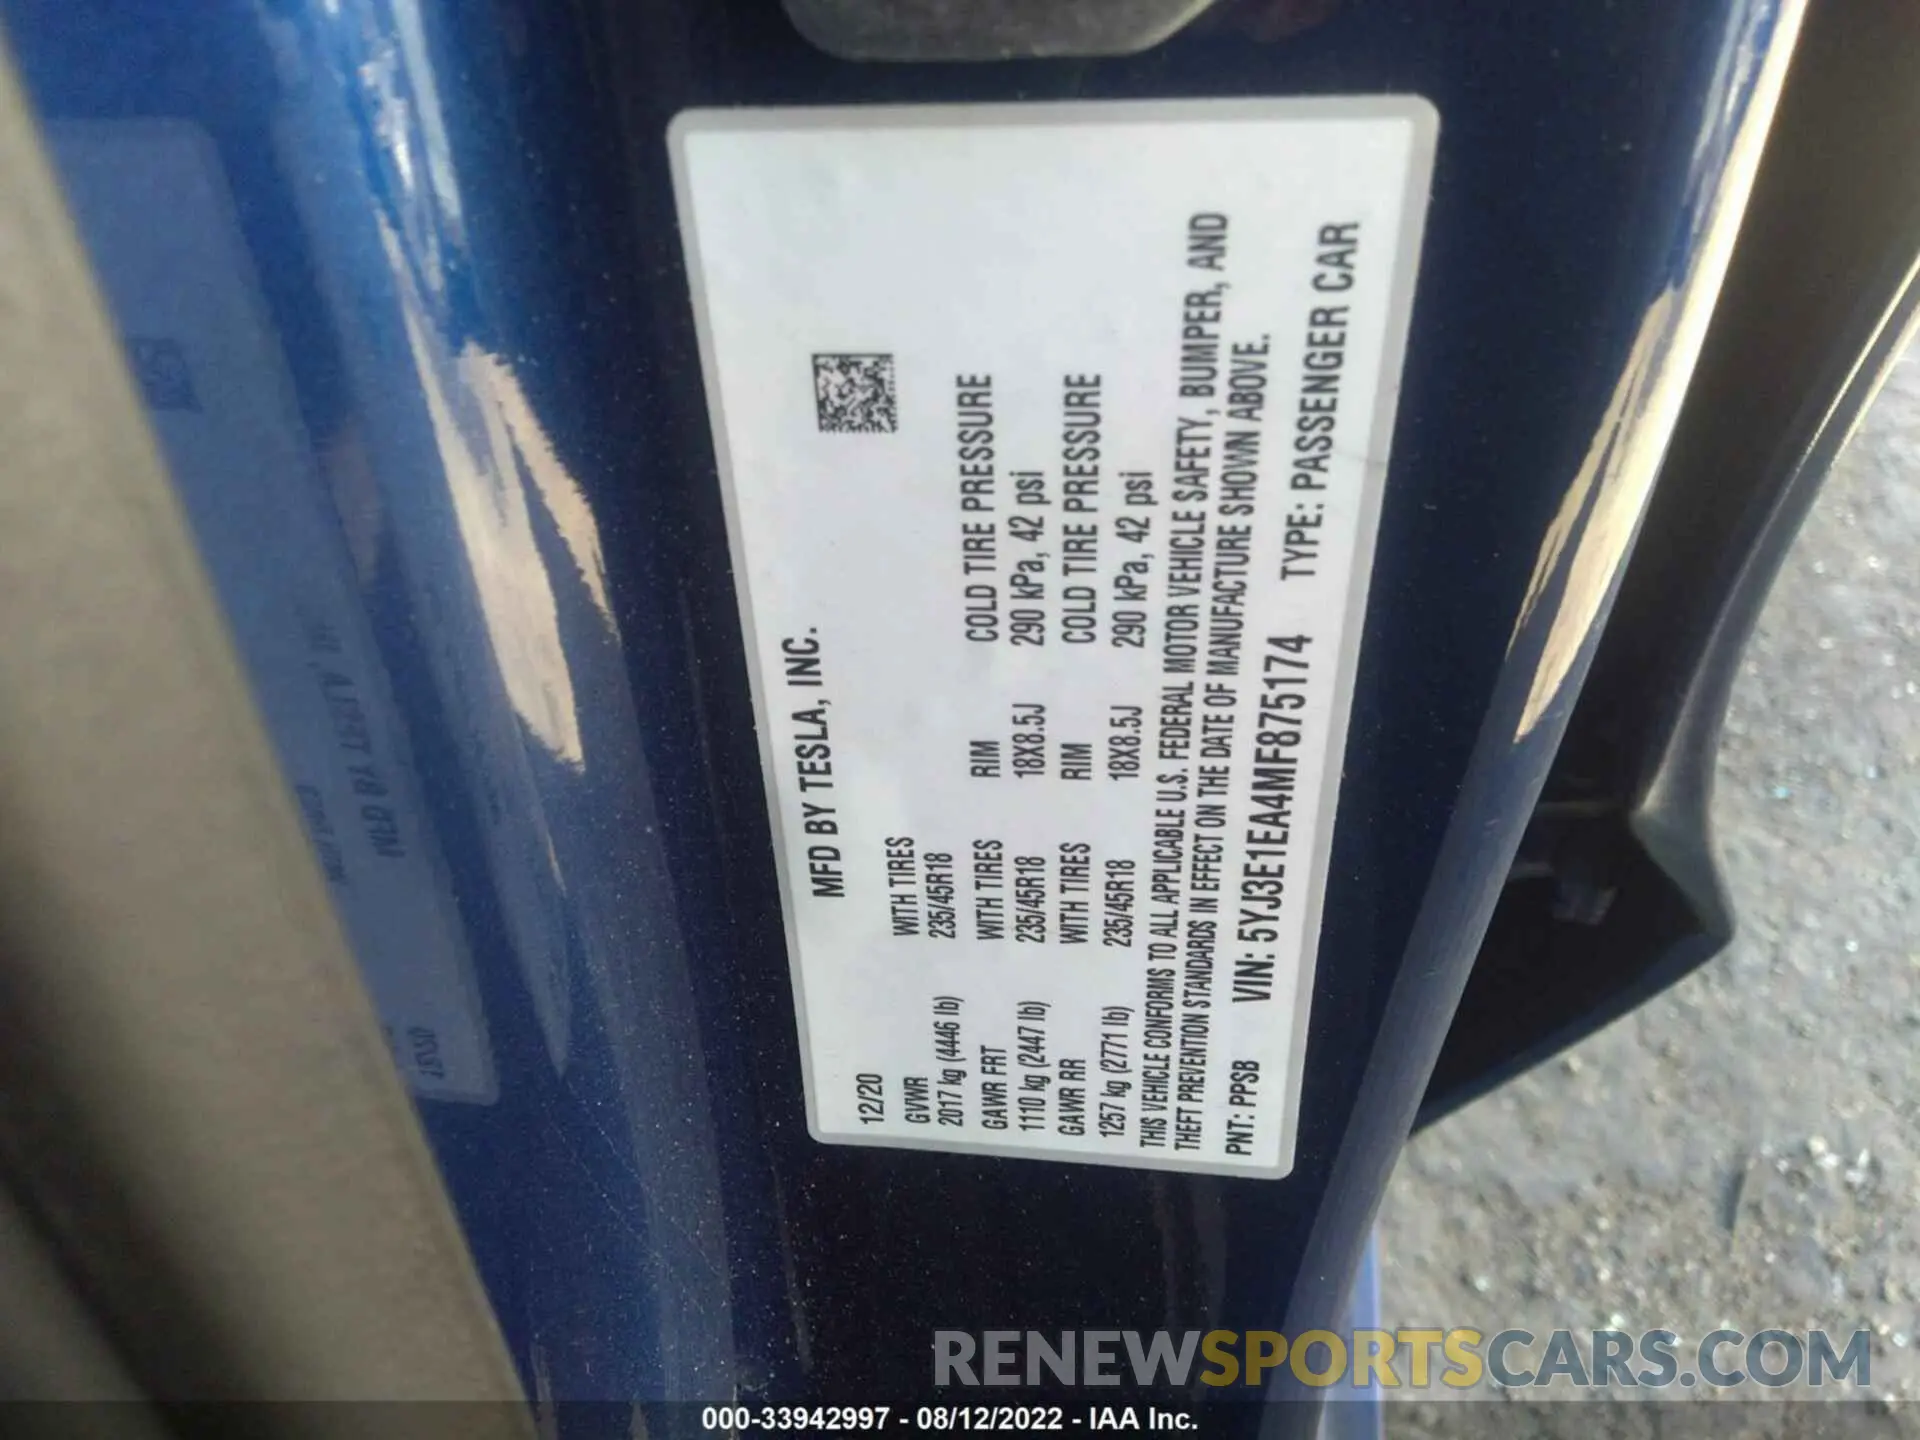 MFD BY TESLA, INC.
12/20
GVWR WITH TIRES
2017 kg (4446 lb) 235/45R18
GAWR FRT WITH TIRES RIM COLD TIRE PRESSURE
1110 kg (2447 lb) 235/45R18 18X8.5J 290 kPa, 42 psi
GAWR RR WITH TIRES RIM COLD TIRE PRESSURE
1257 kg (2771 lb) 235/45R18 18X8.5J 290 kPa, 42 psi
THIS VEHICLE CONFORMS TO ALL APPLICABLE U.S. FEDERAL MOTOR VEHICLE SAFETY, BUMPER, AND
THEFT PREVENTION STANDARDS IN EFFECT ON THE DATE OF MANUFACTURE SHOWN ABOVE.
PNT: PPSB VIN: 5YJ3E1EA4MF875174 TYPE: PASSENGER CAR
RENEWSPORTSCARS.COM
000-33942997 - 08/12/2022 - IAA Inc.